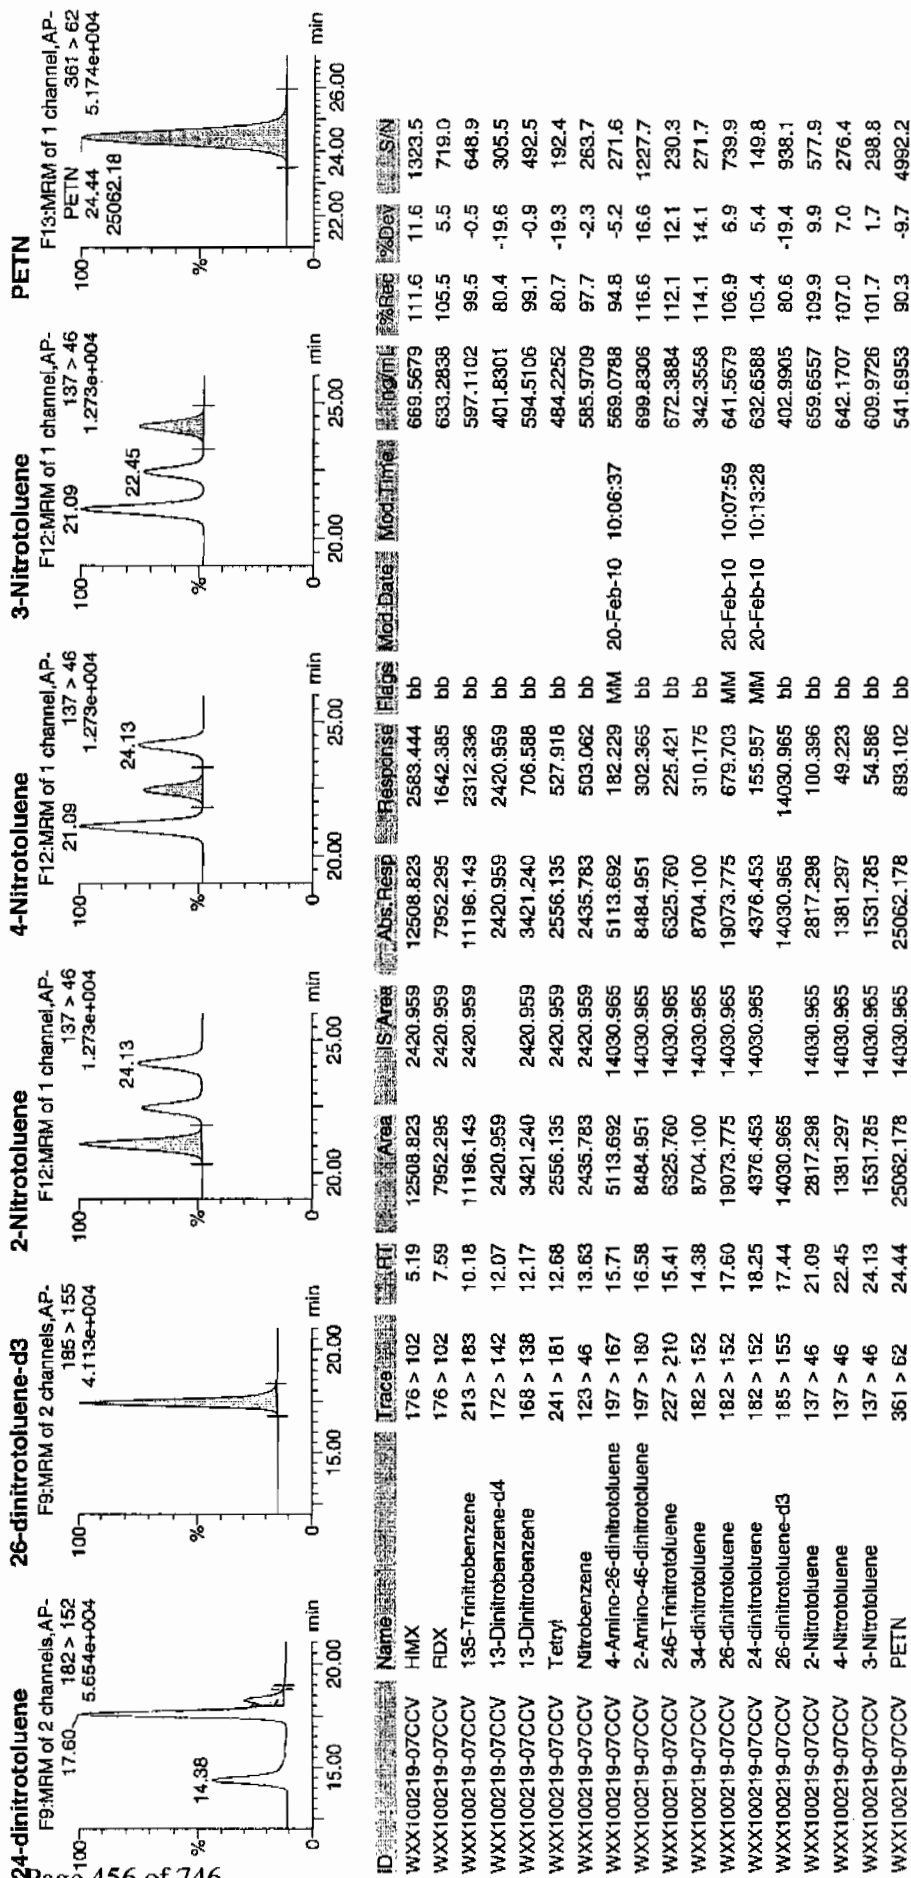 24-dinitrotoluene
F9:MRM of 2 channels,AP-
182 > 152
5.654e+004
17.60
14.38
100
%
0
15.00
20.00
min
26-dinitrotoluene-d3
F9:MRM of 2 channels,AP-
185 > 155
4.113e+004
100
%
0
15.00
20.00
min
2-Nitrotoluene
F12:MRM of 1 channel,AP-
137 > 46
1.273e+004
24.13
100
%
0
20.00
25.00
min
4-Nitrotoluene
F12:MRM of 1 channel,AP-
137 > 46
1.273e+004
21.09
24.13
100
%
0
20.00
25.00
min
3-Nitrotoluene
F12:MRM of 1 channel,AP-
137 > 46
1.273e+004
21.09
22.45
100
%
0
20.00
25.00
min
PETN
F13:MRM of 1 channel,AP-
361 > 62
5.174e+004
PETN
24.44
25062.18
100
%
0
22.00
24.00
26.00
min
ID Name Trace RT Area IS Area Abs.Resp Response Flags Mod.Date Mod.Time ng/mL %Rec %Dev S/N
WXX100219-07CCV HMX 176 > 102 5.19 12508.823 2420.959 12508.823 2583.444 bb 669.5679 111.6 11.6 1323.5
WXX100219-07CCV RDX 176 > 102 7.59 7952.295 2420.959 7952.295 1642.385 bb 633.2838 105.5 5.5 719.0
WXX100219-07CCV 135-Trinitrobenzene 213 > 183 10.18 11196.143 2420.959 11196.143 2312.336 bb 597.1102 99.5 -0.5 648.9
WXX100219-07CCV 13-Dinitrobenzene-d4 172 > 142 12.07 2420.959 2420.959 2420.959 bb 401.8301 80.4 -19.6 305.5
WXX100219-07CCV 13-Dinitrobenzene 168 > 138 12.17 3421.240 2420.959 3421.240 706.588 bb 594.5106 99.1 -0.9 492.5
WXX100219-07CCV Tetryl 241 > 181 12.68 2556.135 2420.959 2556.135 527.918 bb 484.2252 80.7 -19.3 192.4
WXX100219-07CCV Nitrobenzene 123 > 46 13.63 2435.783 2420.959 2435.783 503.062 bb 585.9709 97.7 -2.3 263.7
WXX100219-07CCV 4-Amino-26-dinitrotoluene 197 > 167 15.71 5113.692 14030.965 5113.692 182.229 MM 20-Feb-10 10:06:37 569.0788 94.8 -5.2 271.6
WXX100219-07CCV 2-Amino-46-dinitrotoluene 197 > 180 16.58 8484.951 14030.965 8484.951 302.365 bb 699.8306 116.6 16.6 1227.7
WXX100219-07CCV 246-Trinitrotoluene 227 > 210 15.41 6325.760 14030.965 6325.760 225.421 bb 672.3884 112.1 12.1 230.3
WXX100219-07CCV 34-dinitrotoluene 182 > 152 14.38 8704.100 14030.965 8704.100 310.175 bb 342.3558 114.1 14.1 271.7
WXX100219-07CCV 26-dinitrotoluene 182 > 152 17.60 19073.775 14030.965 19073.775 679.703 MM 20-Feb-10 10:07:59 641.5679 106.9 6.9 739.9
WXX100219-07CCV 24-dinitrotoluene 182 > 152 18.25 4376.453 14030.965 4376.453 155.957 MM 20-Feb-10 10:13:28 632.6588 105.4 5.4 149.8
WXX100219-07CCV 26-dinitrotoluene-d3 185 > 155 17.44 14030.965 14030.965 14030.965 bb 402.9905 80.6 -19.4 938.1
WXX100219-07CCV 2-Nitrotoluene 137 > 46 21.09 2817.298 14030.965 2817.298 100.396 bb 659.6557 109.9 9.9 577.9
WXX100219-07CCV 4-Nitrotoluene 137 > 46 22.45 1381.297 14030.965 1381.297 49.223 bb 642.1707 107.0 7.0 276.4
WXX100219-07CCV 3-Nitrotoluene 137 > 46 24.13 1531.785 14030.965 1531.785 54.586 bb 609.9726 101.7 1.7 298.8
WXX100219-07CCV PETN 361 > 62 24.44 25062.178 14030.965 25062.178 893.102 bb 541.6953 90.3 -9.7 4992.2
Page 456 of 746